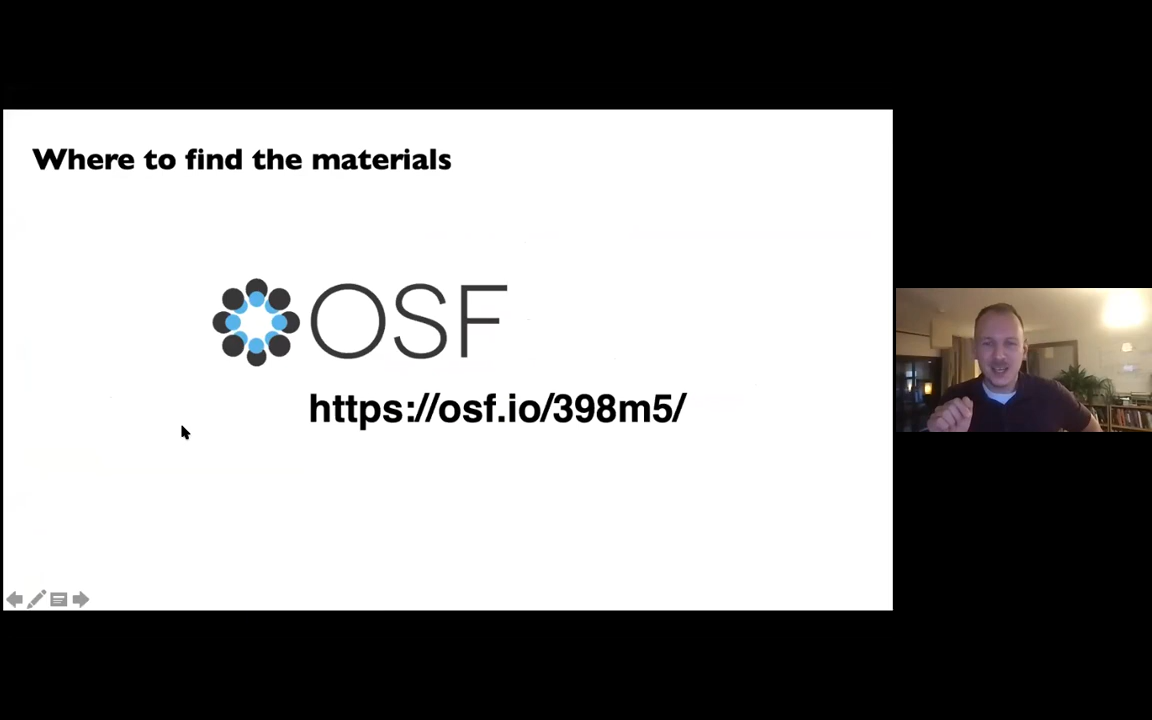 Where to find the materials
OSF
https://osf.io/398m5/